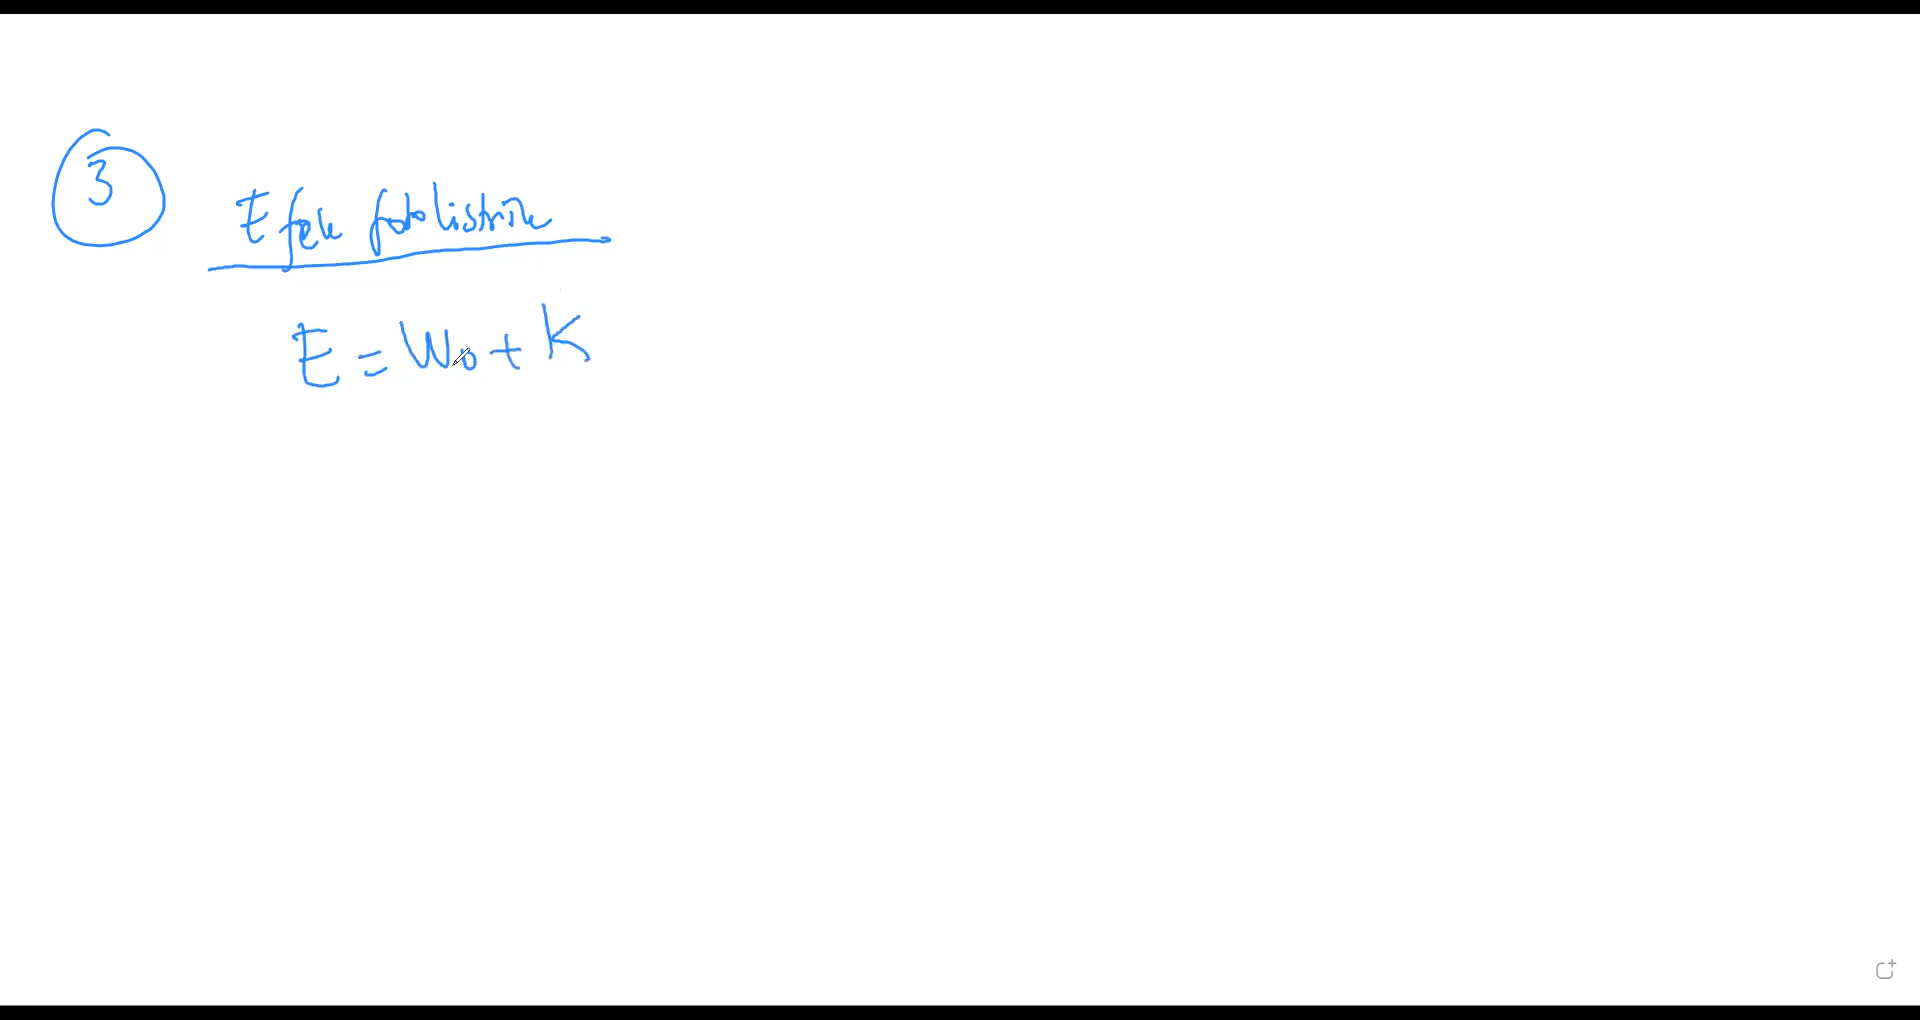 3
Efek fotolistrik
E = W₀ + K